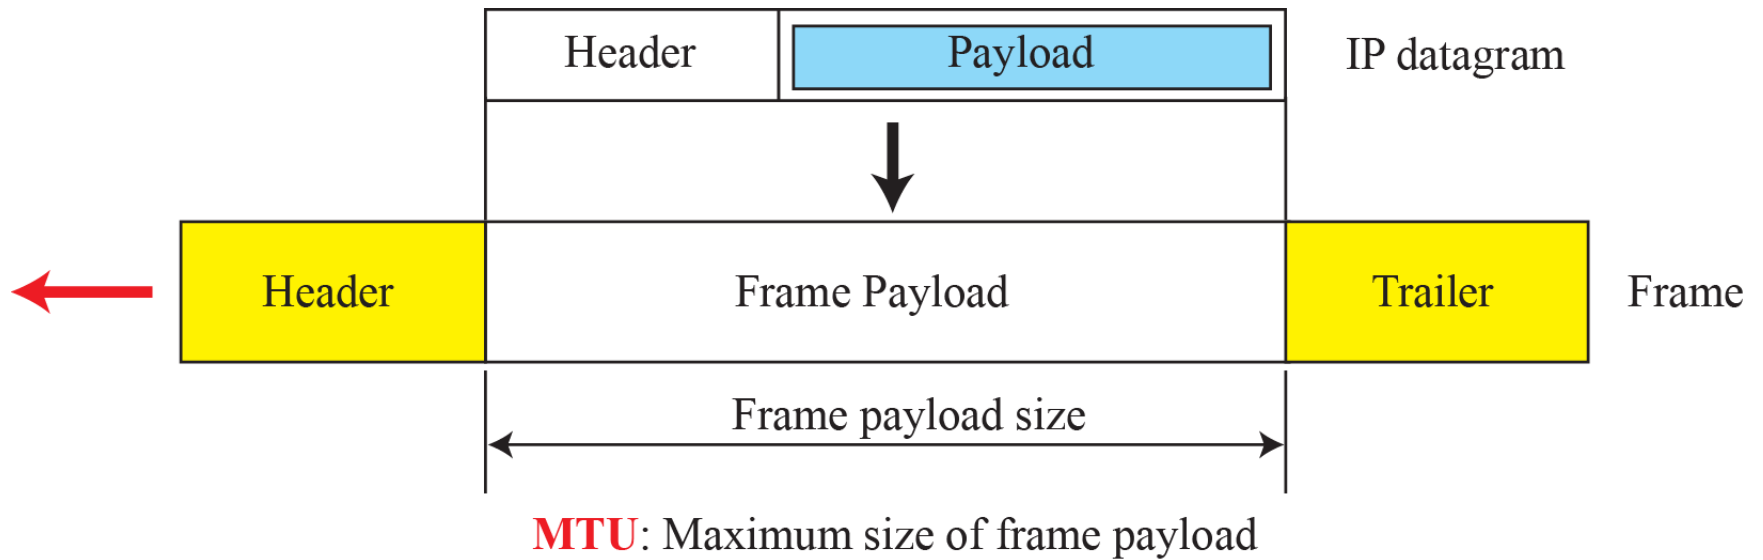 Header Payload IP datagram
Header Frame Payload Trailer Frame
Frame payload size
MTU: Maximum size of frame payload